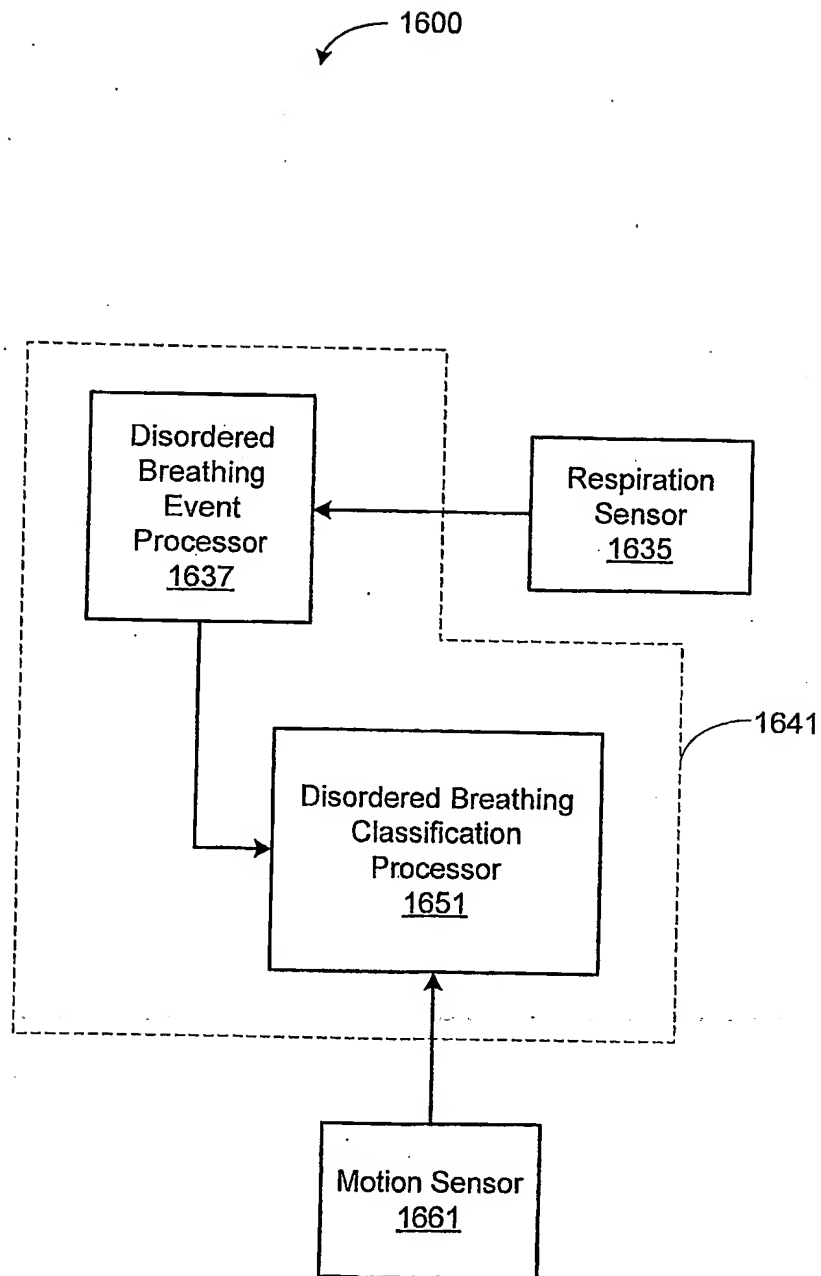 1600
Disordered
Breathing
Event
Processor
1637
Respiration
Sensor
1635
1641
Disordered Breathing
Classification
Processor
1651
Motion Sensor
1661